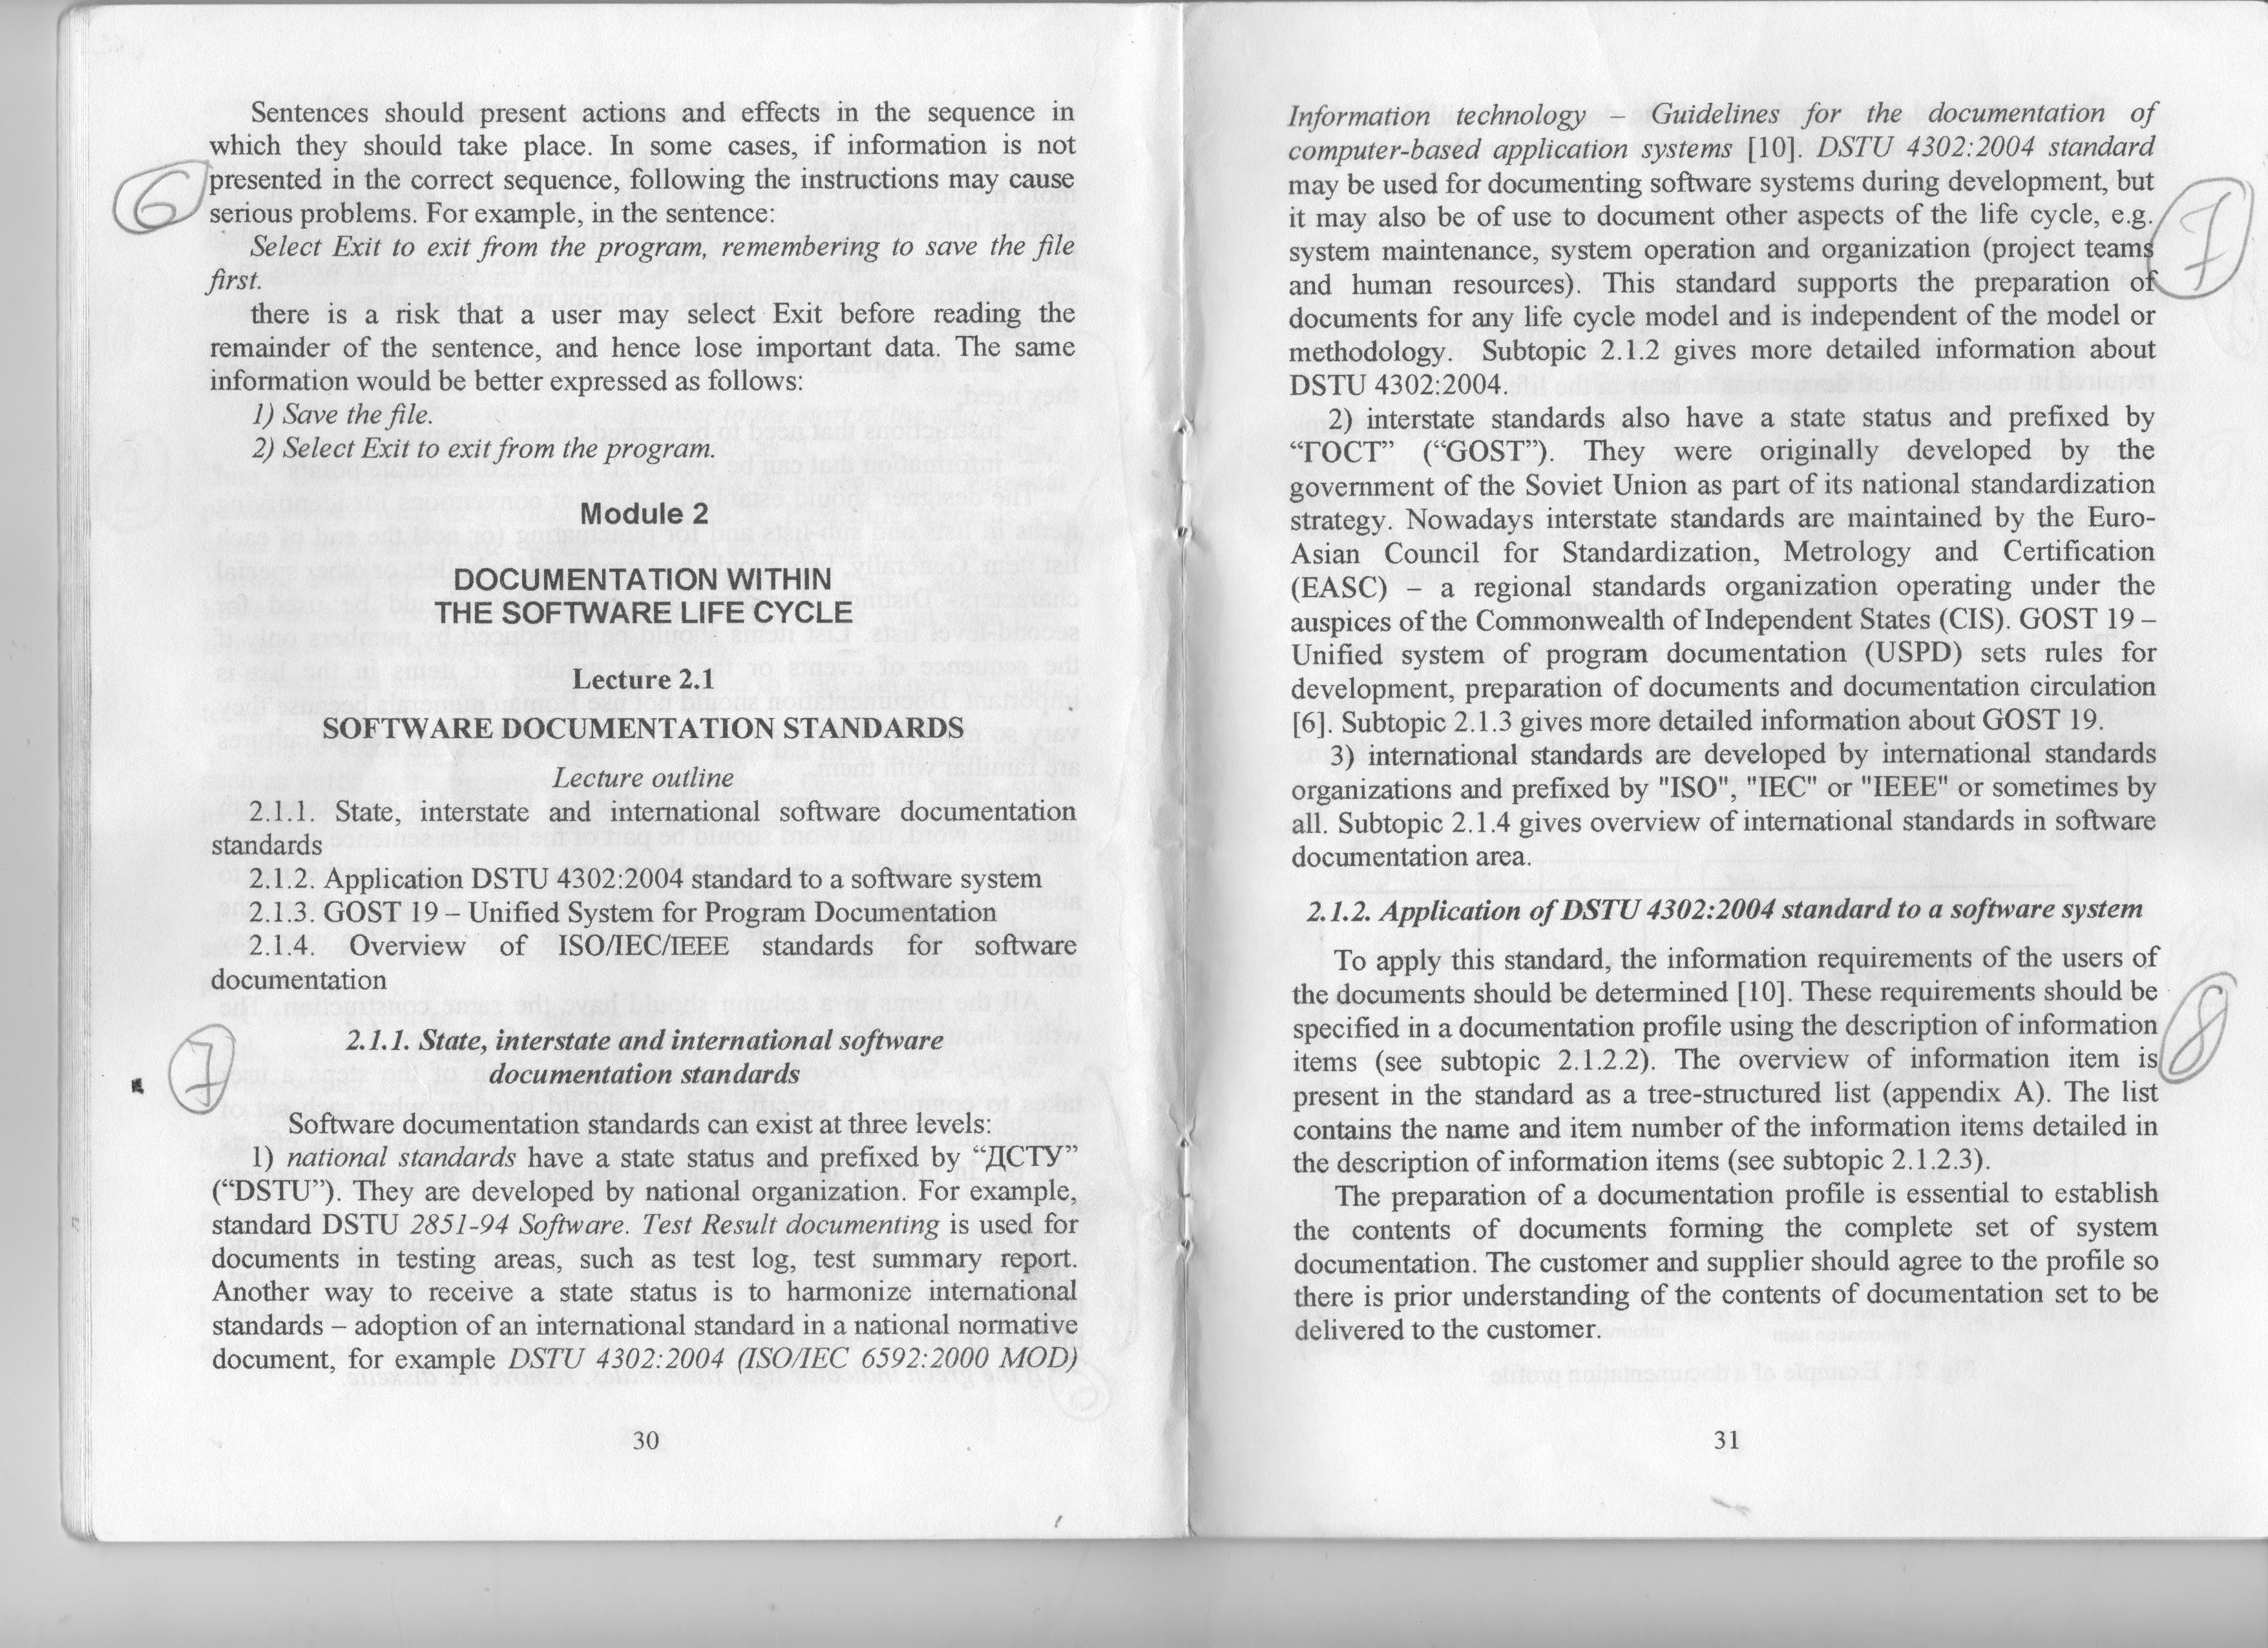 Sentences should present actions and effects in the sequence in
which they should take place. In some cases, if information is not
presented in the correct sequence, following the instructions may cause
serious problems. For example, in the sentence:
Select Exit to exit from the program, remembering to save the file
first.
there is a risk that a user may select Exit before reading the
remainder of the sentence, and hence lose important data. The same
information would be better expressed as follows:
1) Save the file.
2) Select Exit to exit from the program.
Module 2
DOCUMENTATION WITHIN
THE SOFTWARE LIFE CYCLE
Lecture 2.1
SOFTWARE DOCUMENTATION STANDARDS
Lecture outline
2.1.1. State, interstate and international software documentation
standards
2.1.2. Application DSTU 4302:2004 standard to a software system
2.1.3. GOST 19 – Unified System for Program Documentation
2.1.4. Overview of ISO/IEC/IEEE standards for software
documentation
2.1.1. State, interstate and international software
documentation standards
Software documentation standards can exist at three levels:
1) national standards have a state status and prefixed by “ДСТУ”
(“DSTU”). They are developed by national organization. For example,
standard DSTU 2851-94 Software. Test Result documenting is used for
documents in testing areas, such as test log, test summary report.
Another way to receive a state status is to harmonize international
standards – adoption of an international standard in a national normative
document, for example DSTU 4302:2004 (ISO/IEC 6592:2000 MOD)
30
6
7
Information technology – Guidelines for the documentation of
computer-based application systems [10]. DSTU 4302:2004 standard
may be used for documenting software systems during development, but
it may also be of use to document other aspects of the life cycle, e.g.
system maintenance, system operation and organization (project teams
and human resources). This standard supports the preparation of
documents for any life cycle model and is independent of the model or
methodology. Subtopic 2.1.2 gives more detailed information about
DSTU 4302:2004.
2) interstate standards also have a state status and prefixed by
“ГОСТ” (“GOST”). They were originally developed by the
government of the Soviet Union as part of its national standardization
strategy. Nowadays interstate standards are maintained by the Euro-
Asian Council for Standardization, Metrology and Certification
(EASC) – a regional standards organization operating under the
auspices of the Commonwealth of Independent States (CIS). GOST 19 –
Unified system of program documentation (USPD) sets rules for
development, preparation of documents and documentation circulation
[6]. Subtopic 2.1.3 gives more detailed information about GOST 19.
3) international standards are developed by international standards
organizations and prefixed by "ISO", "IEC" or "IEEE" or sometimes by
all. Subtopic 2.1.4 gives overview of international standards in software
documentation area.
2.1.2. Application of DSTU 4302:2004 standard to a software system
To apply this standard, the information requirements of the users of
the documents should be determined [10]. These requirements should be
specified in a documentation profile using the description of information
items (see subtopic 2.1.2.2). The overview of information item is
present in the standard as a tree-structured list (appendix A). The list
contains the name and item number of the information items detailed in
the description of information items (see subtopic 2.1.2.3).
The preparation of a documentation profile is essential to establish
the contents of documents forming the complete set of system
documentation. The customer and supplier should agree to the profile so
there is prior understanding of the contents of documentation set to be
delivered to the customer.
31
7
8